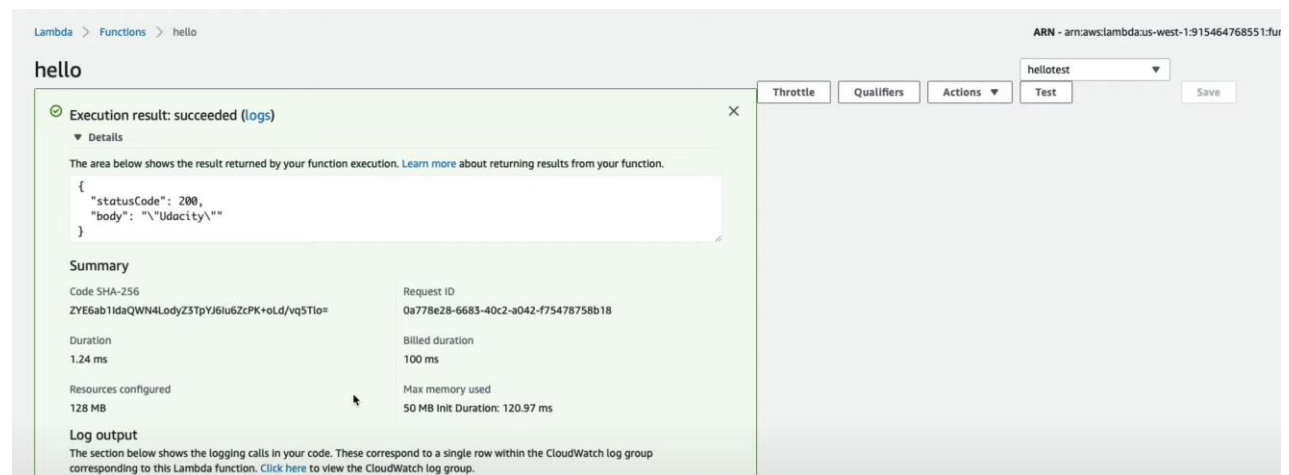 Lambda > Functions > hello
ARN - arn:aws:lambda:us-west-1:915464768551:fur
hello
hellotest
Throttle
Qualifiers
Actions
Test
Save
Execution result: succeeded (logs)
Details
The area below shows the result returned by your function execution. Learn more about returning results from your function.
{
"statusCode": 200,
"body": "\"Udacity\""
}
Summary
Code SHA-256
Request ID
ZYE6ab1IdaQWN4LodyZ3TpYJ6Iu6ZcPK+oLd/vq5Tlo=
0a778e28-6683-40c2-a042-f75478758b18
Duration
Billed duration
1.24 ms
100 ms
Resources configured
Max memory used
128 MB
50 MB Init Duration: 120.97 ms
Log output
The section below shows the logging calls in your code. These correspond to a single row within the CloudWatch log group
corresponding to this Lambda function. Click here to view the CloudWatch log group.